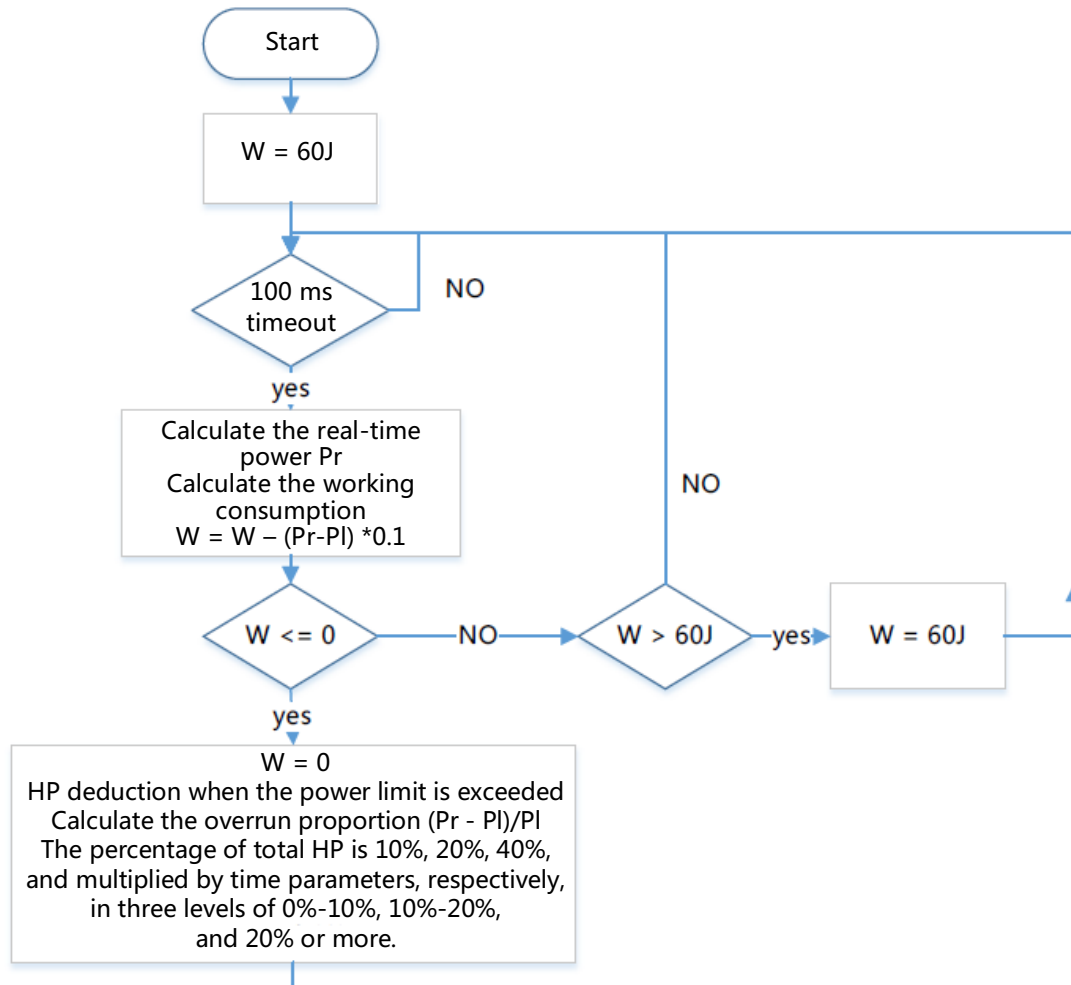 Start
W = 60J
100 ms
timeout
NO
yes
Calculate the real-time
power Pr
Calculate the working
consumption
W = W – (Pr-Pl) *0.1
NO
W <= 0
NO
W > 60J
yes
W = 60J
yes
W = 0
HP deduction when the power limit is exceeded
Calculate the overrun proportion (Pr - Pl)/Pl
The percentage of total HP is 10%, 20%, 40%,
and multiplied by time parameters, respectively,
in three levels of 0%-10%, 10%-20%,
and 20% or more.